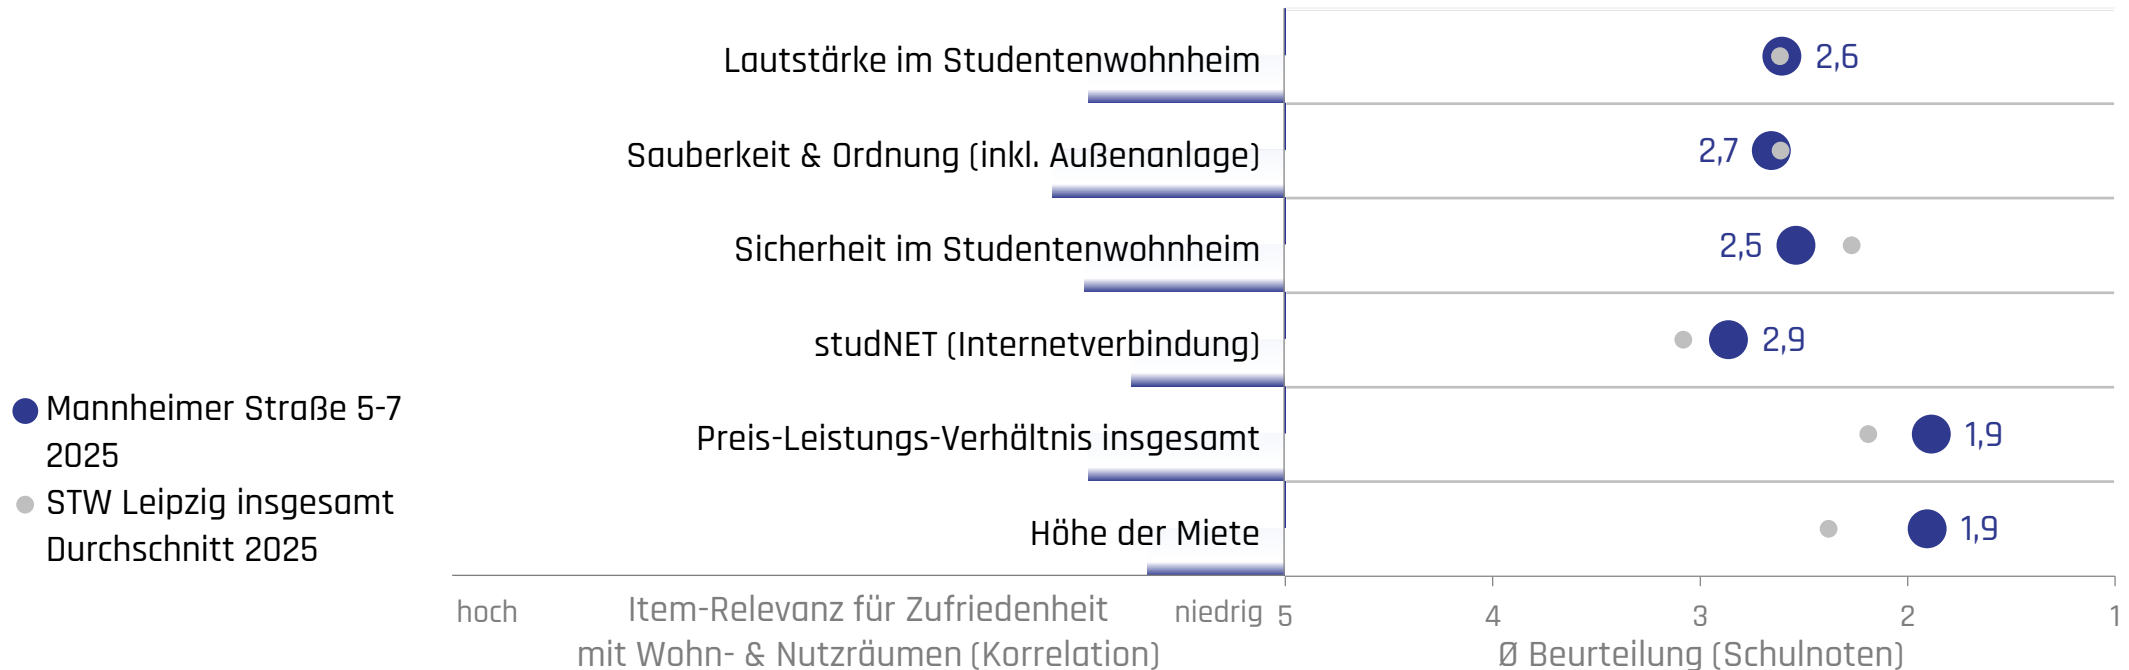 Lautstärke im Studentenwohnheim
2,6
Sauberkeit & Ordnung (inkl. Außenanlage)
2,7
Sicherheit im Studentenwohnheim
2,5
studNET (Internetverbindung)
2,9
Preis-Leistungs-Verhältnis insgesamt
1,9
Höhe der Miete
1,9
Mannheimer Straße 5-7
2025
STW Leipzig insgesamt
Durchschnitt 2025
hoch
Item-Relevanz für Zufriedenheit
mit Wohn- & Nutzräumen (Korrelation)
niedrig
5 4 3 2 1
Ø Beurteilung (Schulnoten)